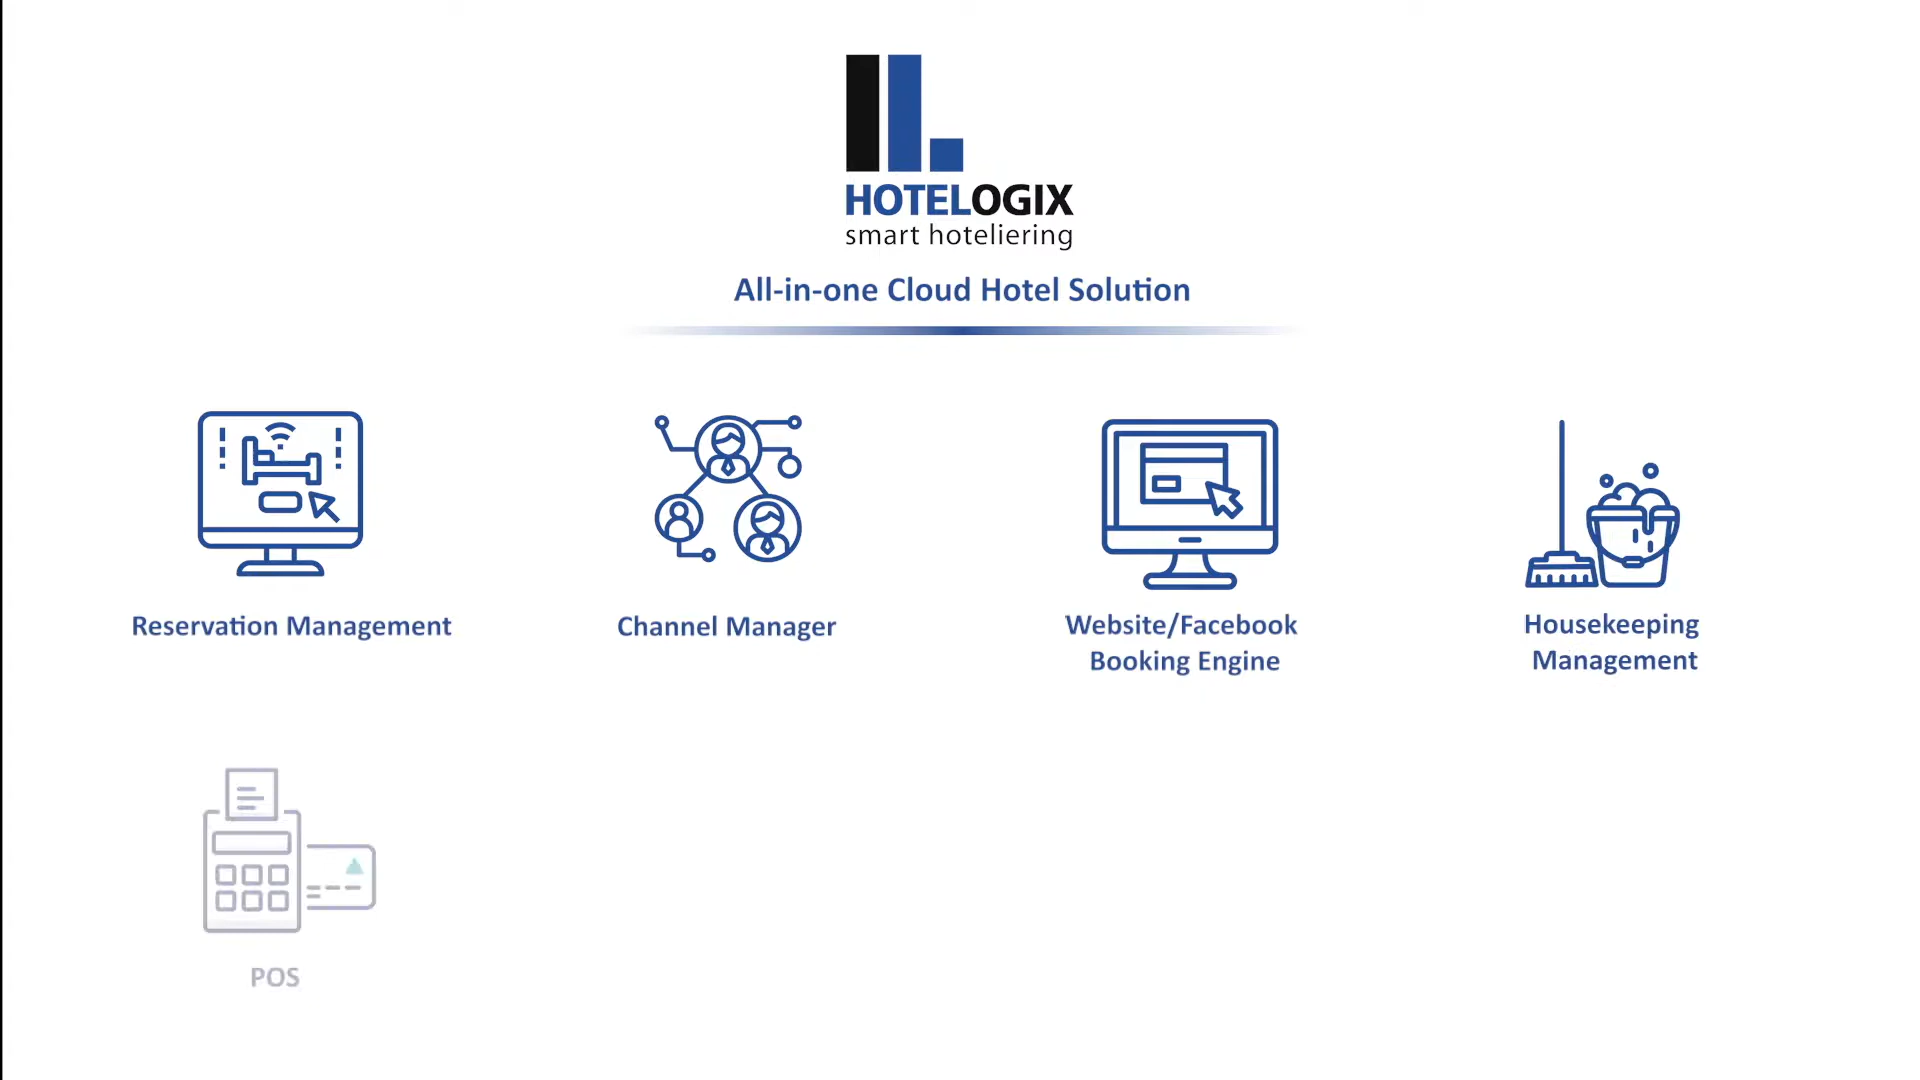 HOTELOGIX
smart hoteliering
All-in-one Cloud Hotel Solution
Reservation Management
Channel Manager
Website/Facebook
Booking Engine
Housekeeping
Management
POS